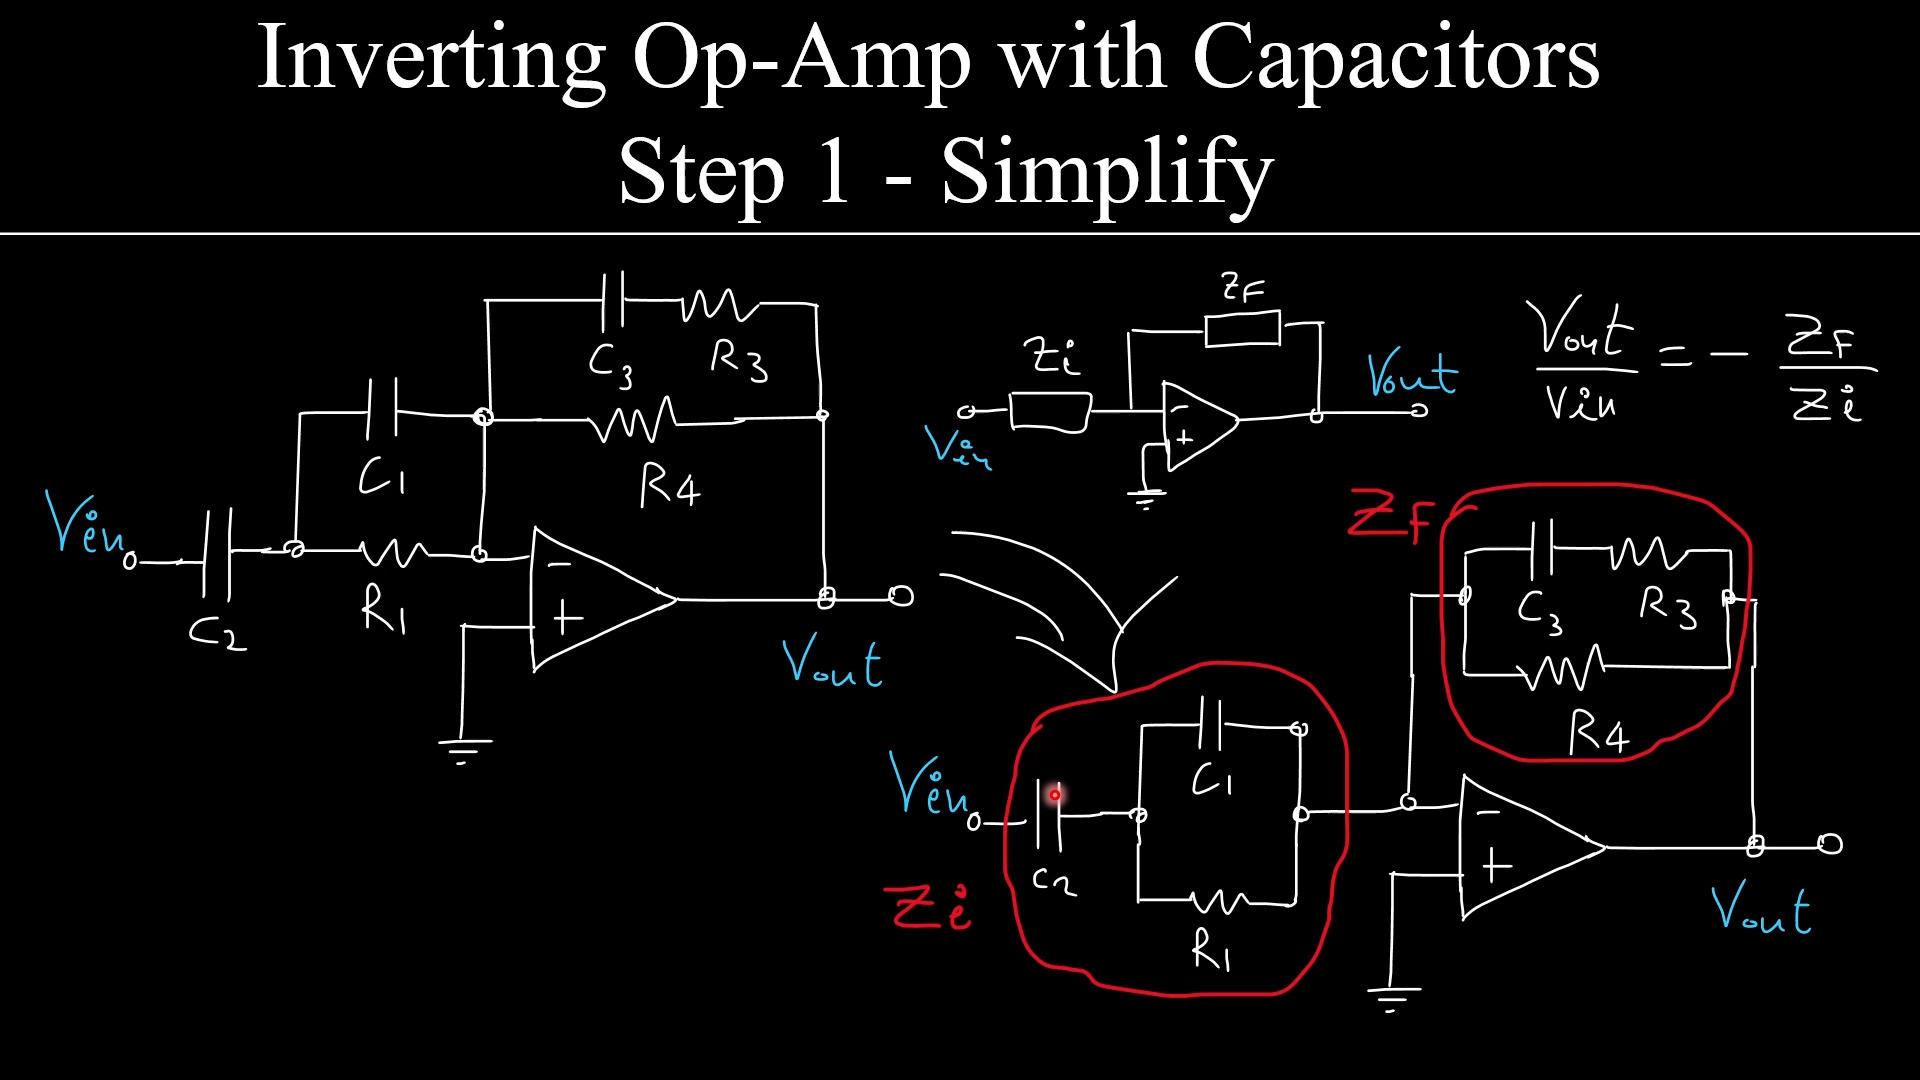 Inverting Op-Amp with Capacitors
Step 1 - Simplify
C3 R3
C1
R4
Vin
C2
R1
-
+
Vout
ZF
Zi
Vin
-
+
Vout
Vout/Vin = - ZF/Zi
ZF
C3 R3
R4
Zi
Vin
C2
C1
R1
-
+
Vout